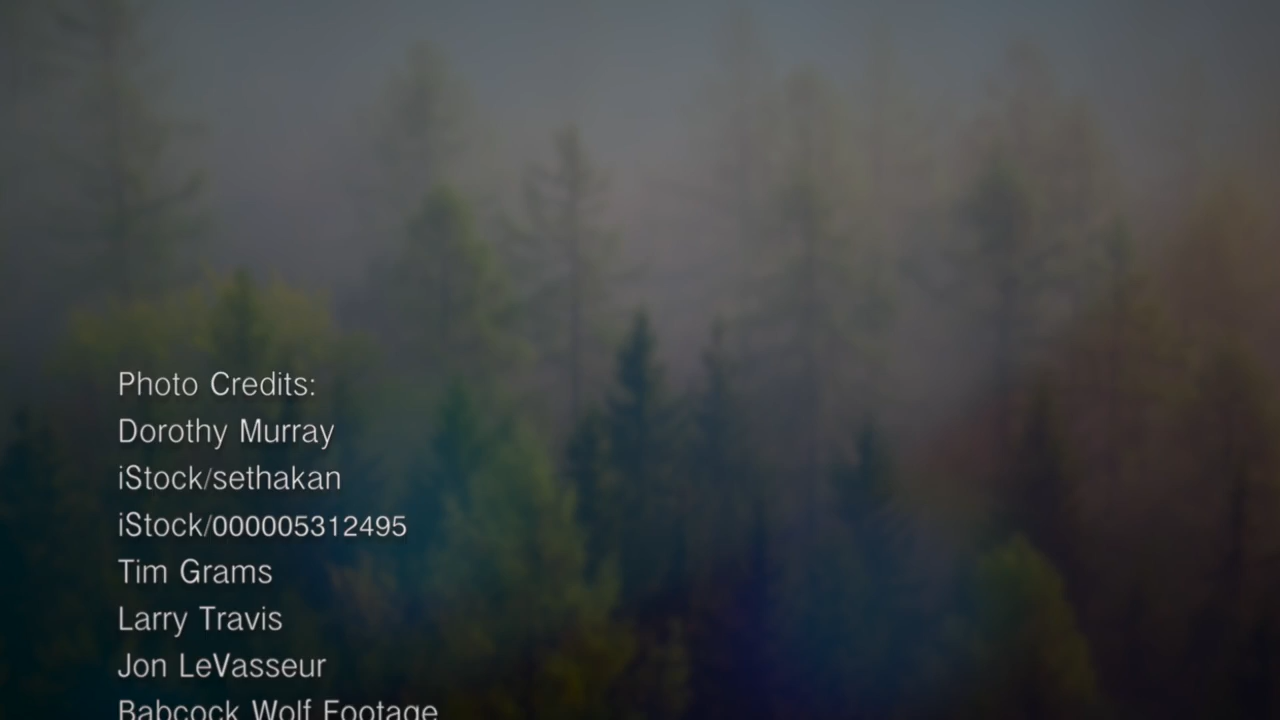 Photo Credits:
Dorothy Murray
iStock/sethakan
iStock/000005312495
Tim Grams
Larry Travis
Jon LeVasseur
Babcock Wolf Footage